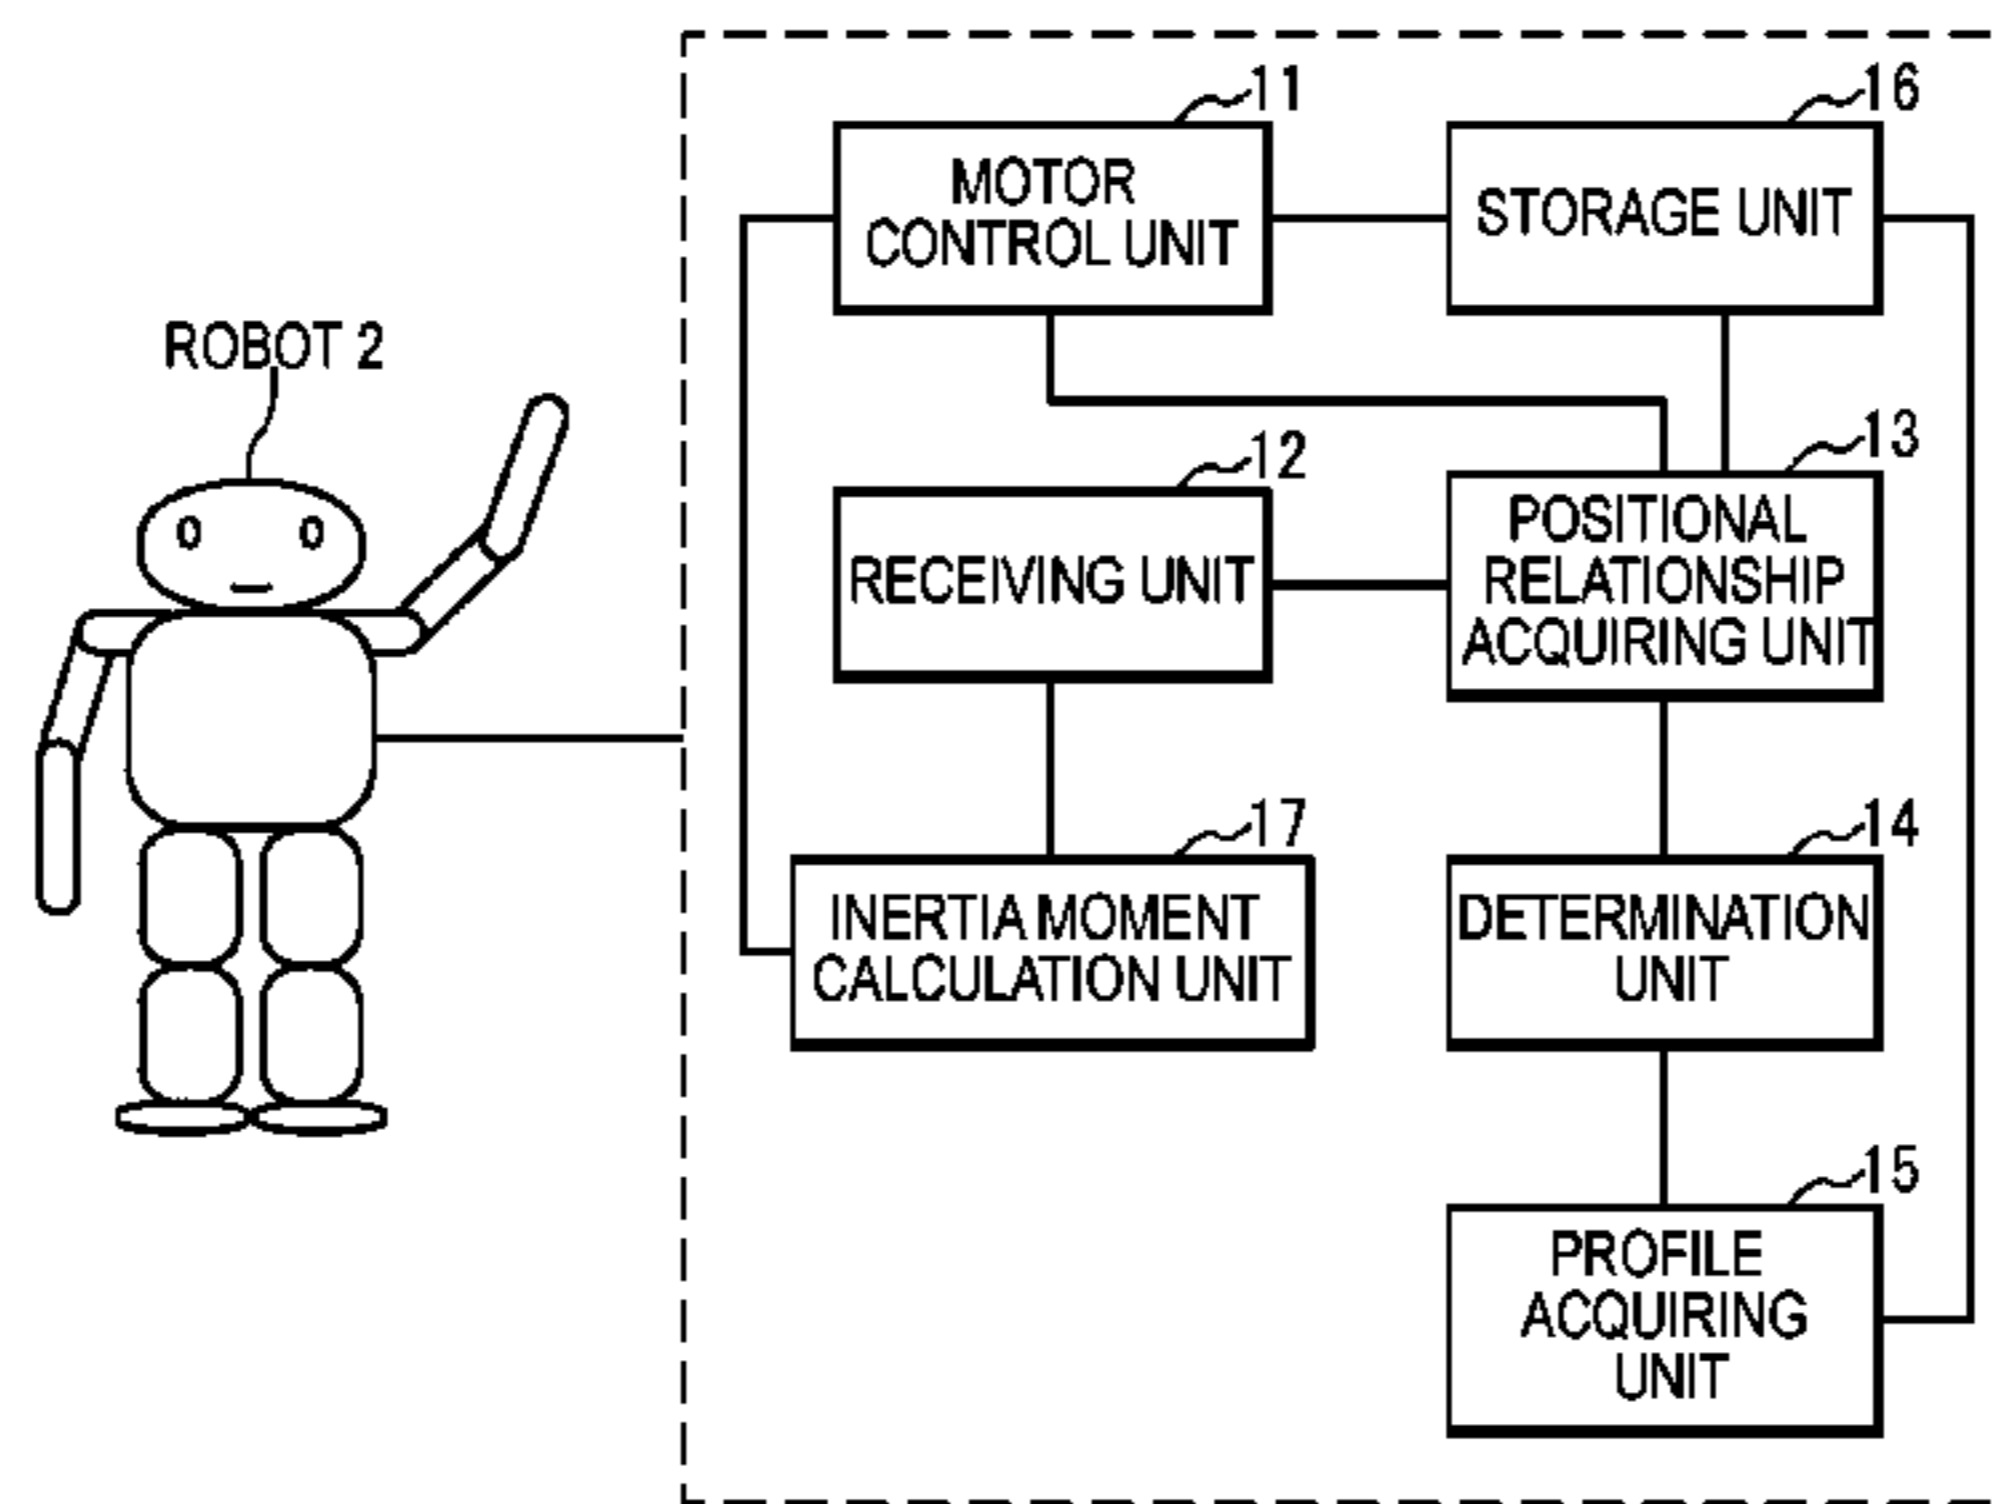 11
16
MOTOR
CONTROL UNIT
STORAGE UNIT
ROBOT 2
12
13
RECEIVING UNIT
POSITIONAL
RELATIONSHIP
ACQUIRING UNIT
17
14
INERTIA MOMENT
CALCULATION UNIT
DETERMINATION
UNIT
15
PROFILE
ACQUIRING
UNIT